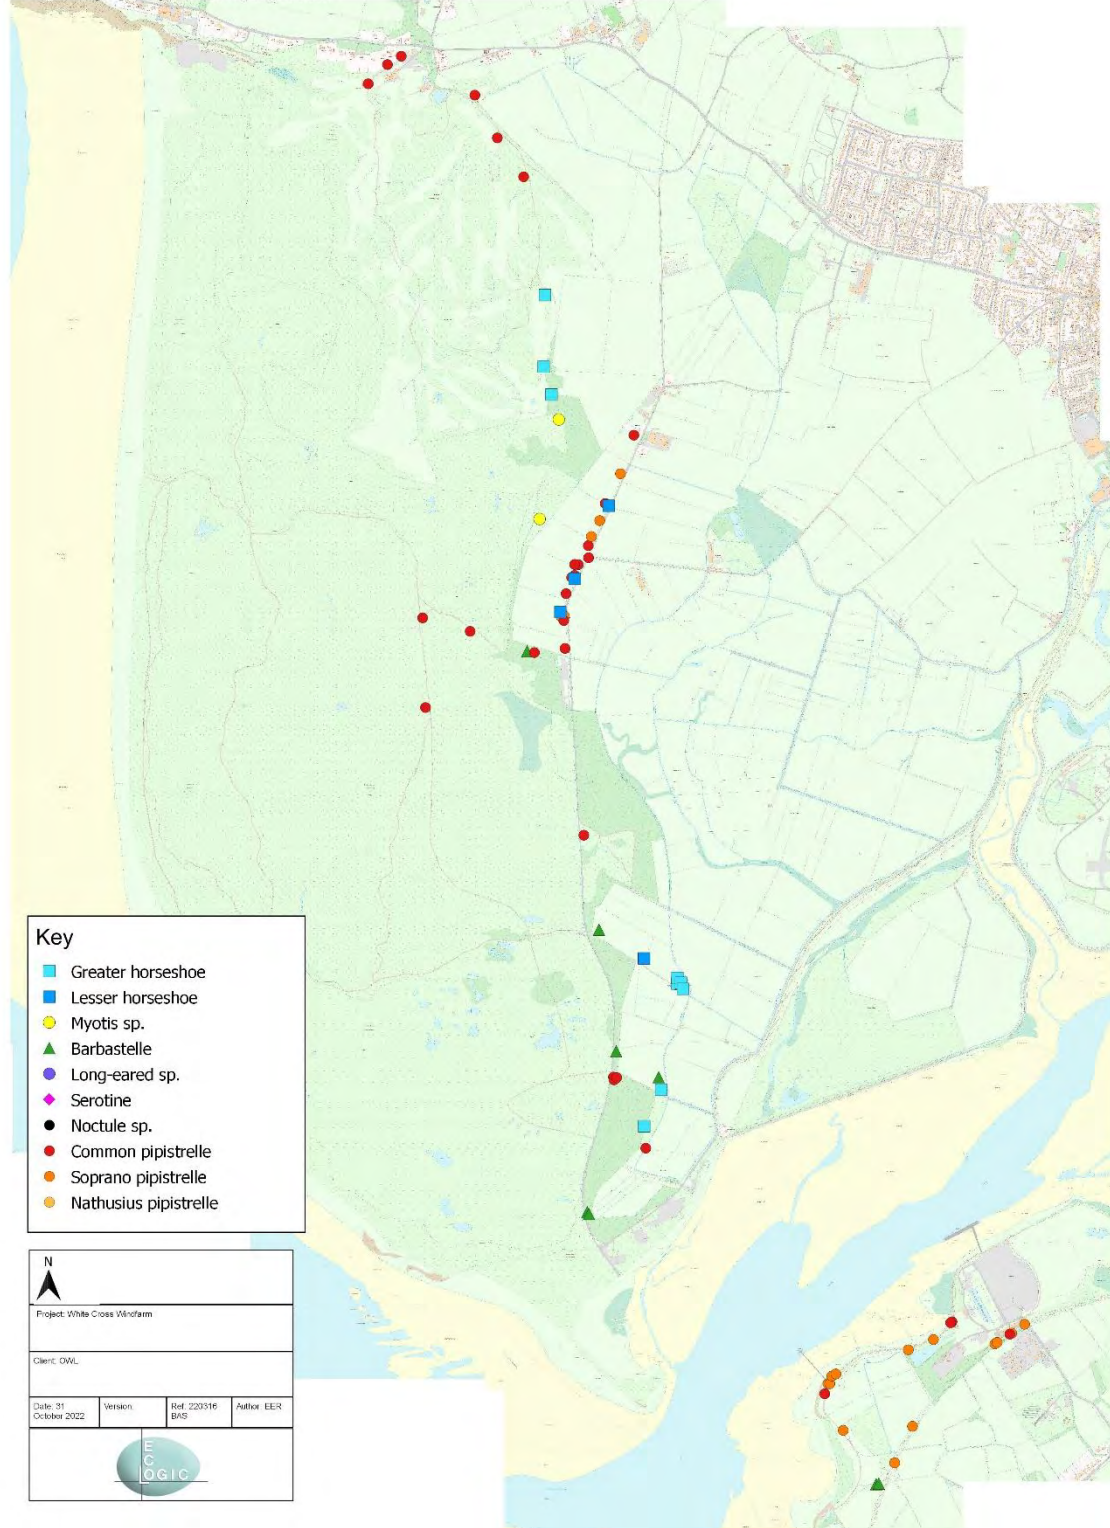 Key
Greater horseshoe
Lesser horseshoe
Myotis sp.
Barbastelle
Long-eared sp.
Serotine
Noctule sp.
Common pipistrelle
Soprano pipistrelle
Nathusius pipistrelle
N
Project: White Cross Windfarm
Client: OWL
Date: 31
October 2022
Version:
Ref: 220316
BAS
Author: EER
E
C
O
LOGIC